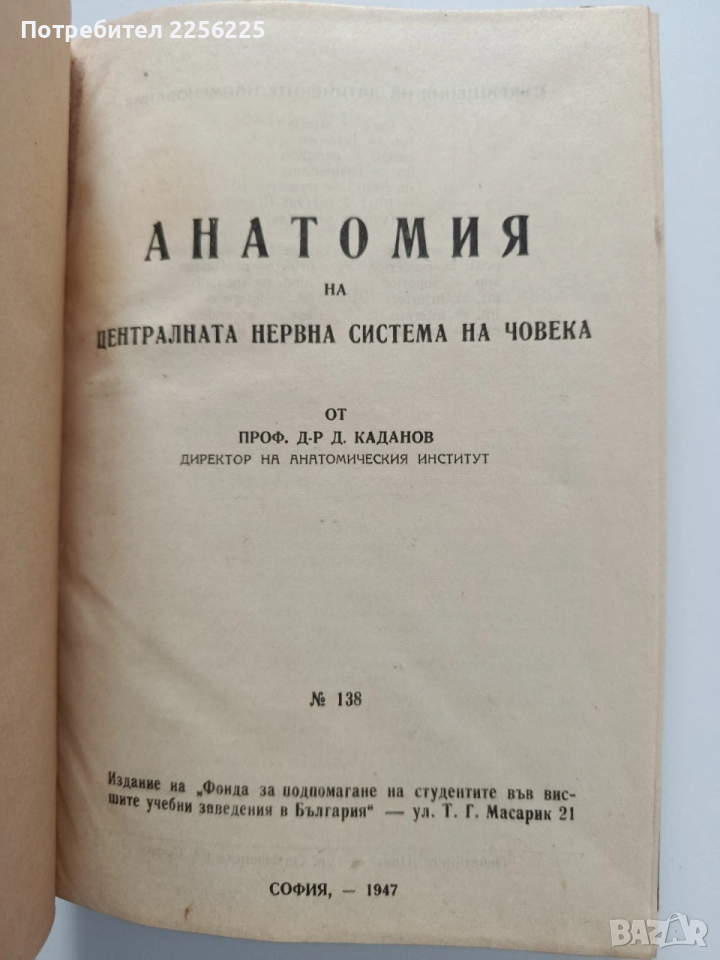 Потребител 2256225
АНАТОМИЯ
НА
ЦЕНТРАЛНАТА НЕРВНА СИСТЕМА НА ЧОВЕКА
ОТ
ПРОФ. Д-Р Д. КАДАНОВ
ДИРЕКТОР НА АНАТОМИЧЕСКИЯ ИНСТИТУТ
№ 138
Издание на „Фонда за подпомагане на студентите във вис-
шите учебни заведения в България" — ул. Т. Г. Масарик 21
СОФИЯ, — 1947
BAZAR